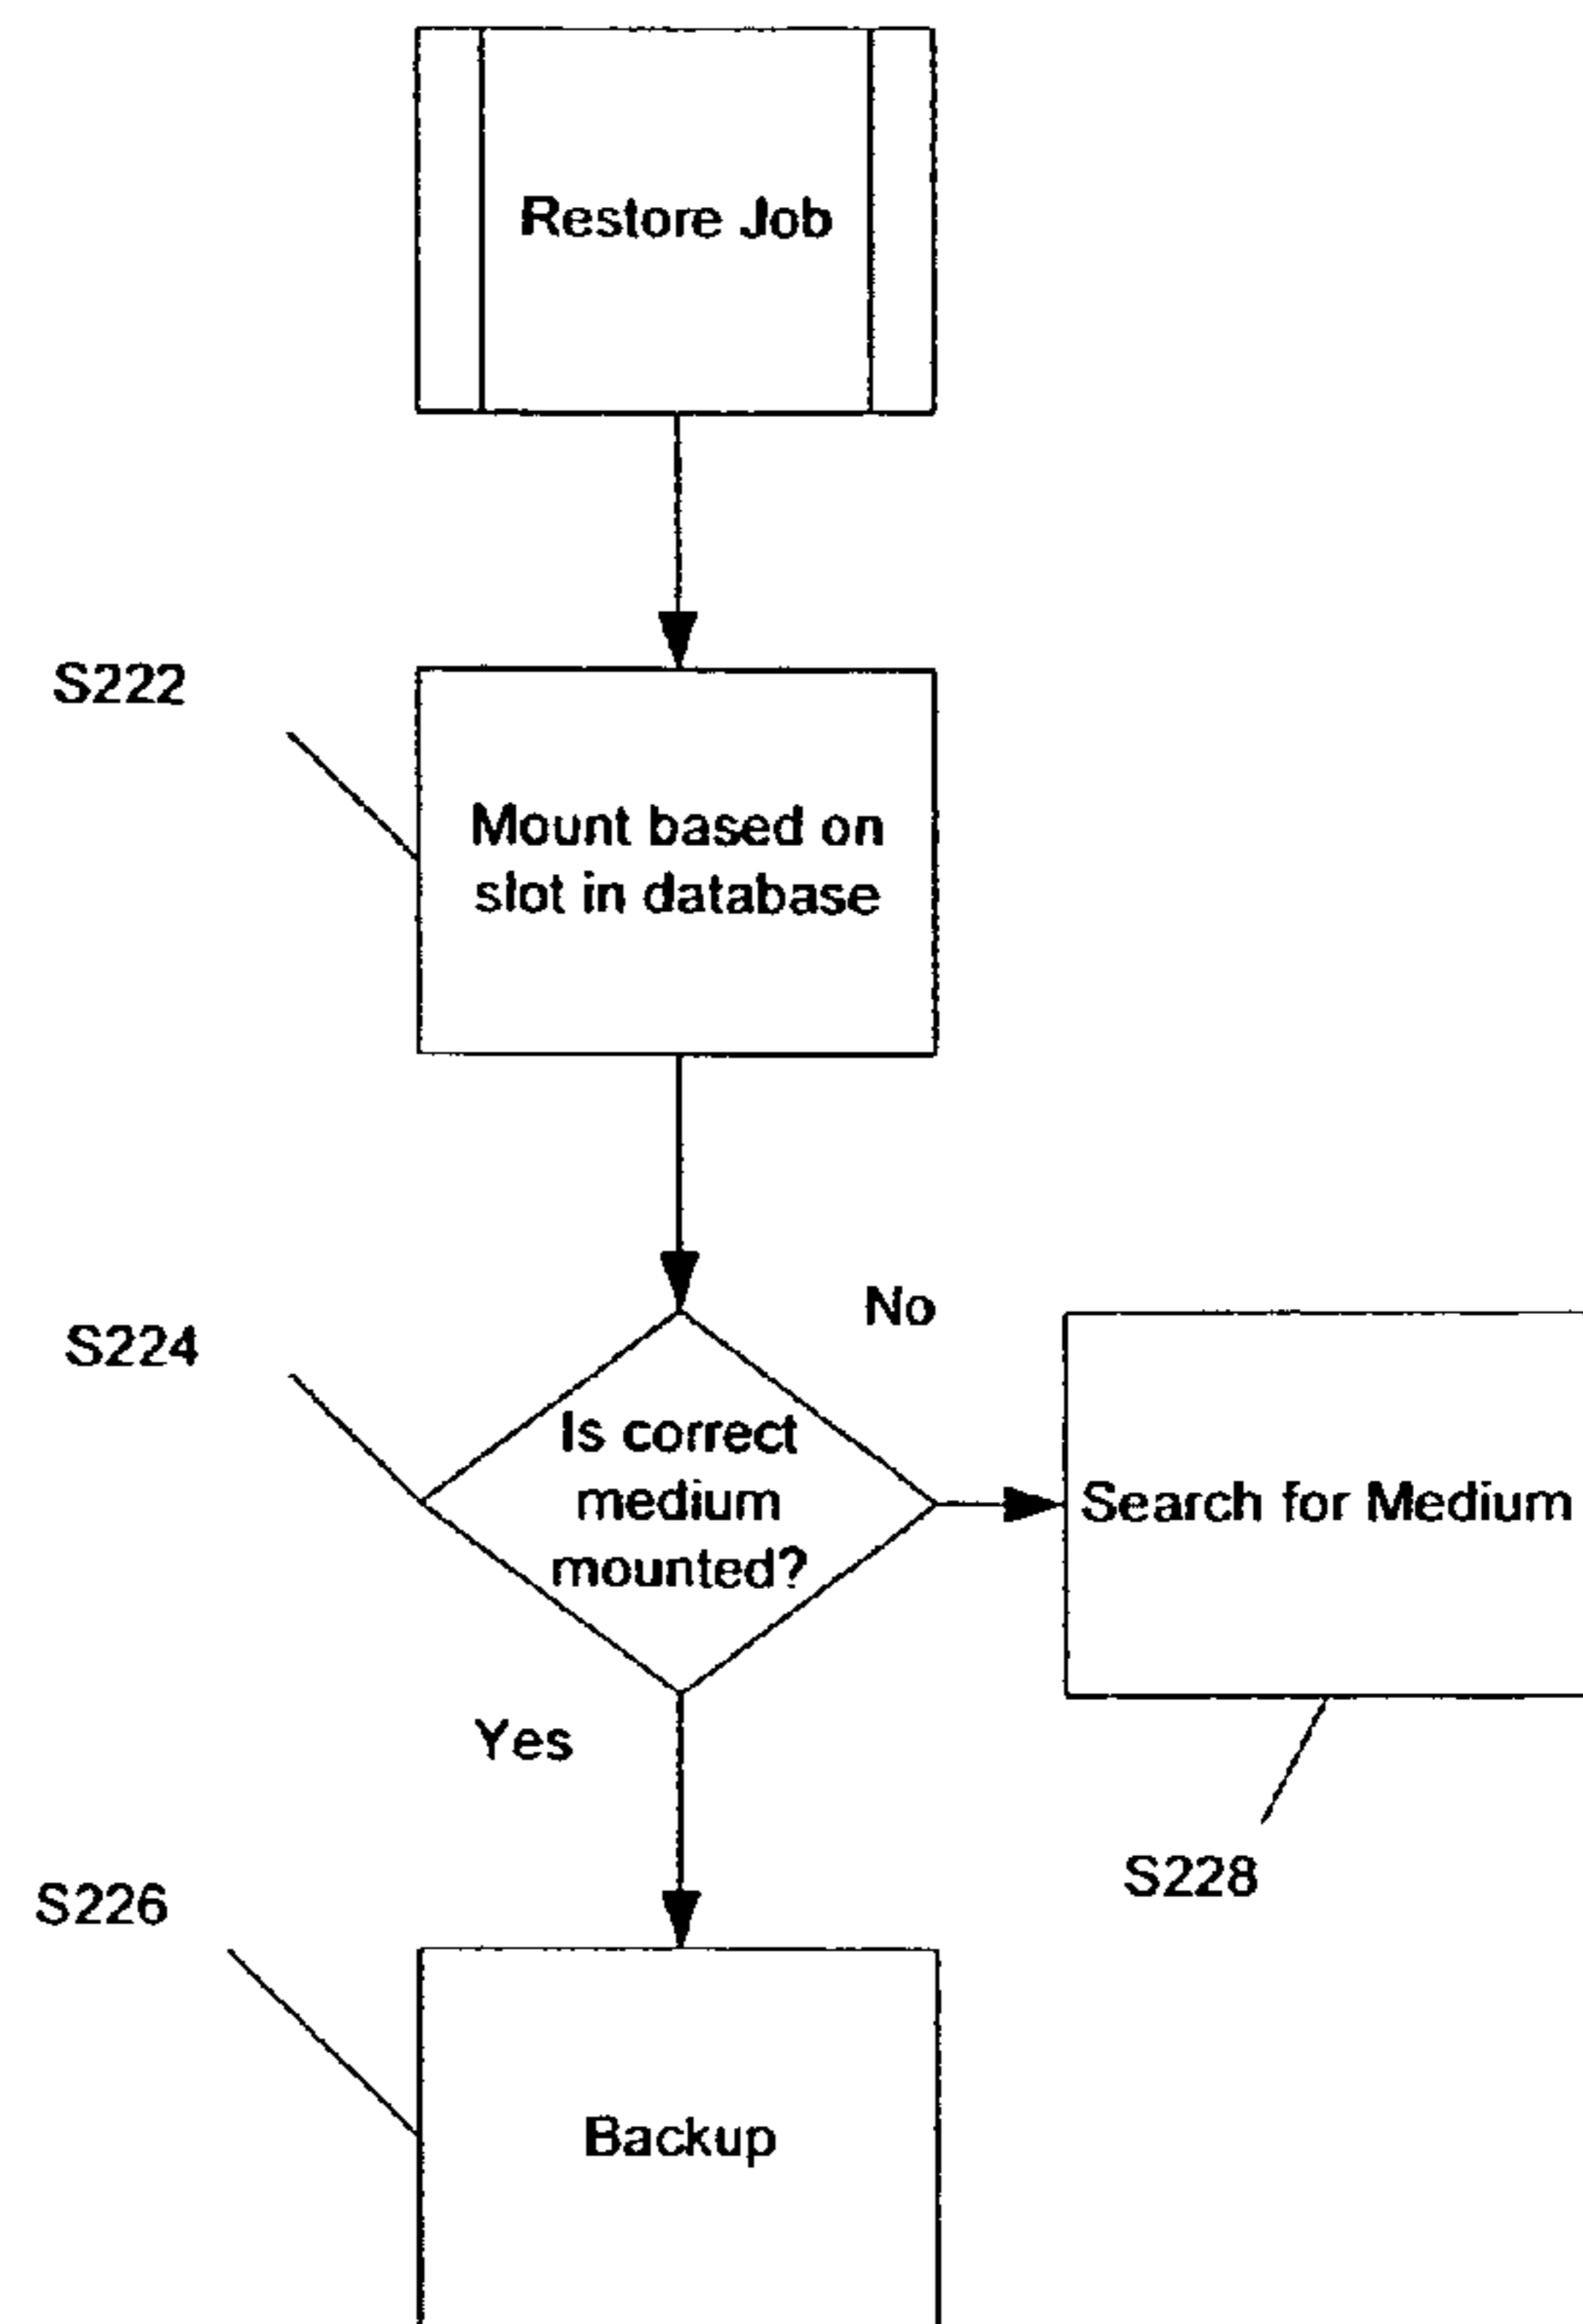 Restore Job
S222
Mount based on
slot in database
S224
No
Is correct
medium
mounted?
Search for Medium
Yes
S228
S226
Backup